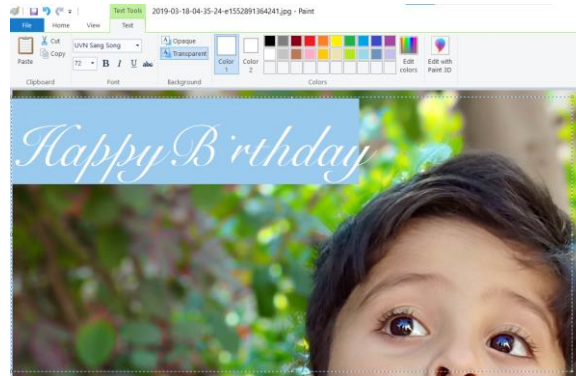 Text Tools 2019-03-18-04-35-24-e1552891364241.jpg - Paint
File Home View Text
Paste Cut Copy
UVN Sang Song
72 B I U abc
Opaque
Transparent
Color 1 Color 2
Edit colors
Edit with Paint 3D
Clipboard Font Background Colors
Happy B rthday